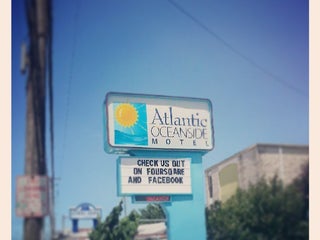 Atlantic
OCEANSIDE
MOTEL
CHECK US OUT
ON FOURSQARE
AND FACEBOOK